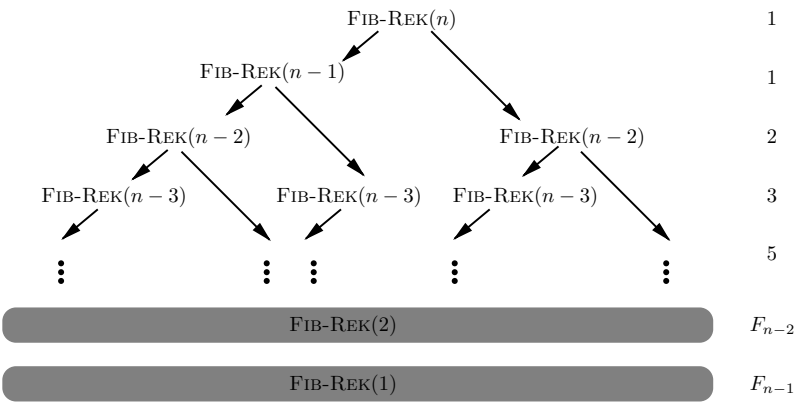 FIB-REK(n) 1
FIB-REK(n − 1) 1
FIB-REK(n − 2) FIB-REK(n − 2) 2
FIB-REK(n − 3) FIB-REK(n − 3) FIB-REK(n − 3) 3
5
FIB-REK(2) F_{n−2}
FIB-REK(1) F_{n−1}